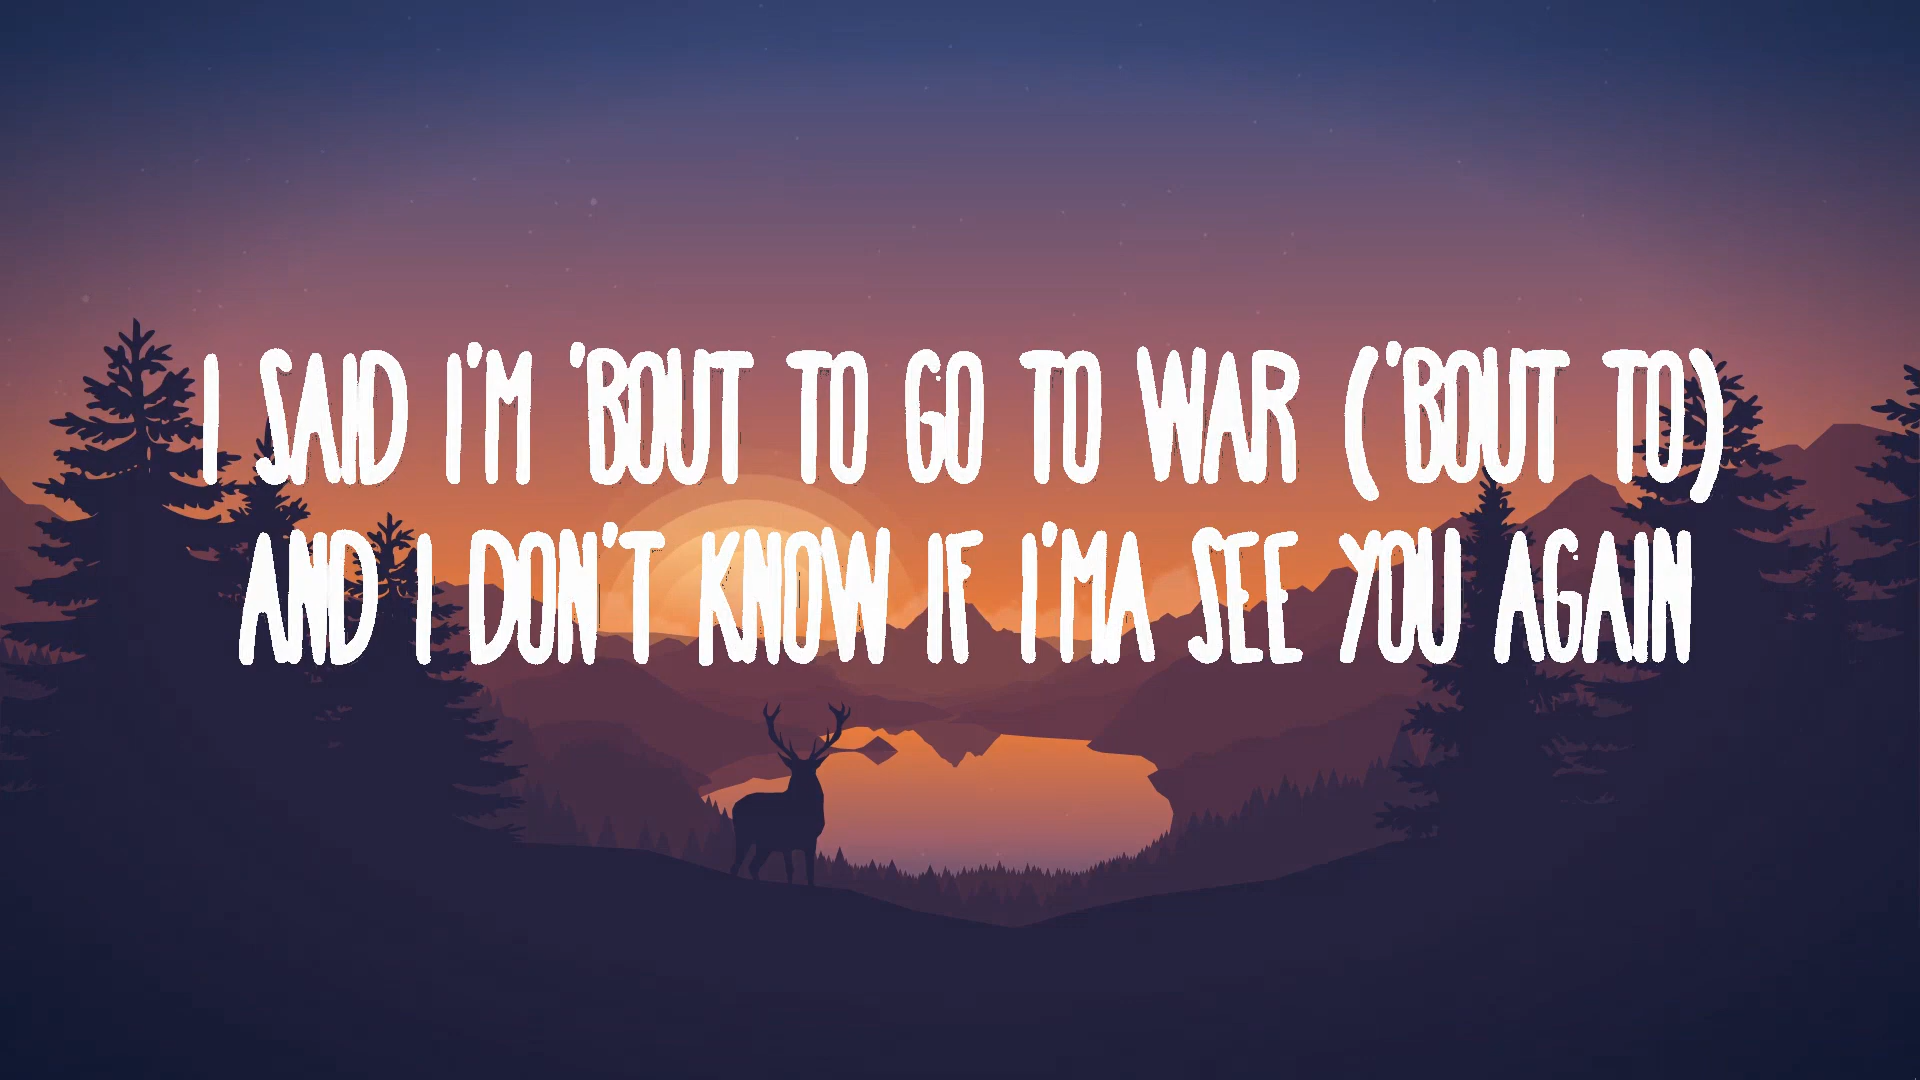 I SAID I'M 'BOUT TO GO TO WAR ('BOUT TO)
AND I DON'T KNOW IF I'MA SEE YOU AGAIN